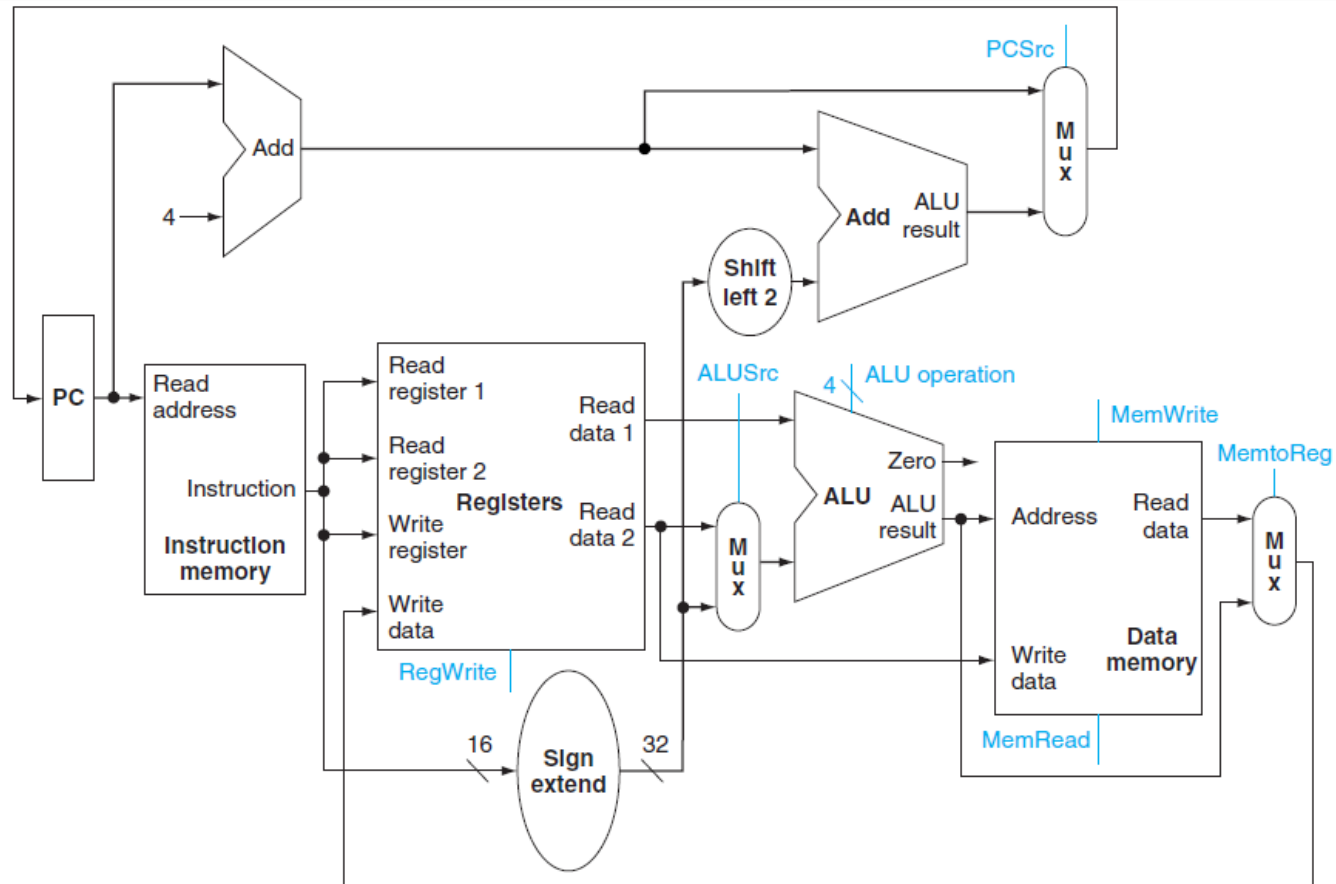 PCSrc
Add
4
M
u
x
Add
ALU
result
Shift
left 2
PC
Read
address
Instruction
Instruction
memory
Read
register 1
Read
register 2
Write
register
Write
data
Registers
Read
data 1
Read
data 2
RegWrite
16
Sign
extend
32
ALUSrc
M
u
x
4
ALU operation
Zero
ALU
ALU
result
MemWrite
Address
Read
data
Write
data
Data
memory
MemRead
MemtoReg
M
u
x